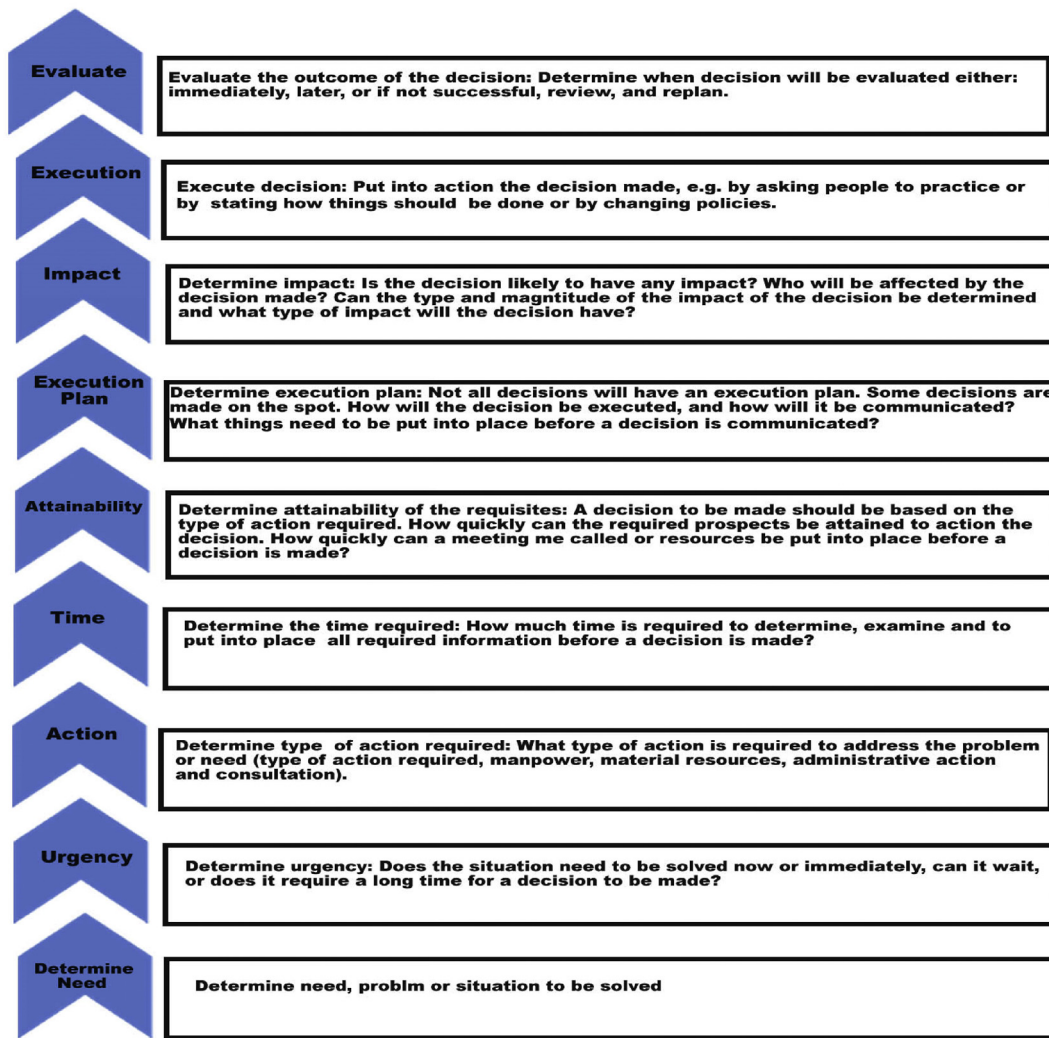 Evaluate
Evaluate the outcome of the decision: Determine when decision will be evaluated either:
immediately, later, or if not successful, review, and replan.
Execution
Execute decision: Put into action the decision made, e.g. by asking people to practice or
by stating how things should be done or by changing policies.
Impact
Determine impact: Is the decision likely to have any impact? Who will be affected by the
decision made? Can the type and magntitude of the impact of the decision be determined
and what type of impact will the decision have?
Execution
Plan
Determine execution plan: Not all decisions will have an execution plan. Some decisions are
made on the spot. How will the decision be executed, and how will it be communicated?
What things need to be put into place before a decision is communicated?
Attainability
Determine attainability of the requisites: A decision to be made should be based on the
type of action required. How quickly can the required prospects be attained to action the
decision. How quickly can a meeting me called or resources be put into place before a
decision is made?
Time
Determine the time required: How much time is required to determine, examine and to
put into place all required information before a decision is made?
Action
Determine type of action required: What type of action is required to address the problem
or need (type of action required, manpower, material resources, administrative action
and consultation).
Urgency
Determine urgency: Does the situation need to be solved now or immediately, can it wait,
or does it require a long time for a decision to be made?
Determine
Need
Determine need, problm or situation to be solved